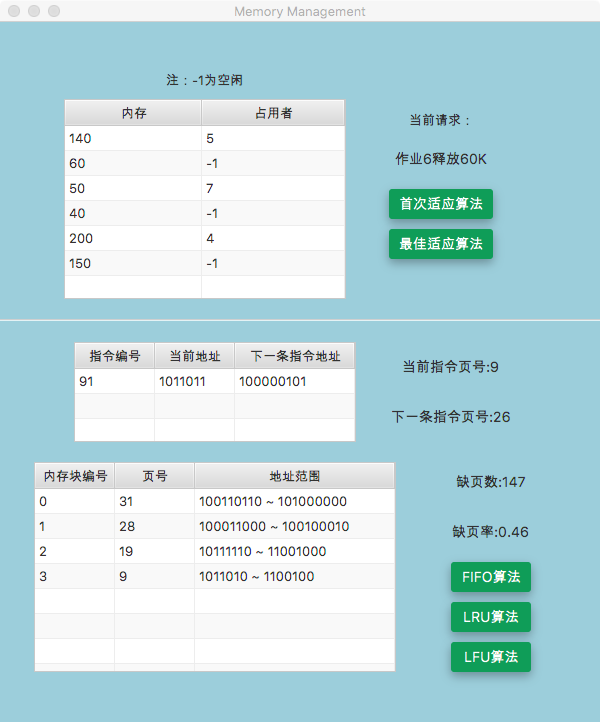 Memory Management
注：-1为空闲
内存 占用者
140 5
60 -1
50 7
40 -1
200 4
150 -1
当前请求：
作业6释放60K
首次适应算法
最佳适应算法
指令编号 当前地址 下一条指令地址
91 1011011 100000101
当前指令页号:9
下一条指令页号:26
内存块编号 页号 地址范围
0 31 100110110 ~ 101000000
1 28 100011000 ~ 100100010
2 19 10111110 ~ 11001000
3 9 1011010 ~ 1100100
缺页数:147
缺页率:0.46
FIFO算法
LRU算法
LFU算法